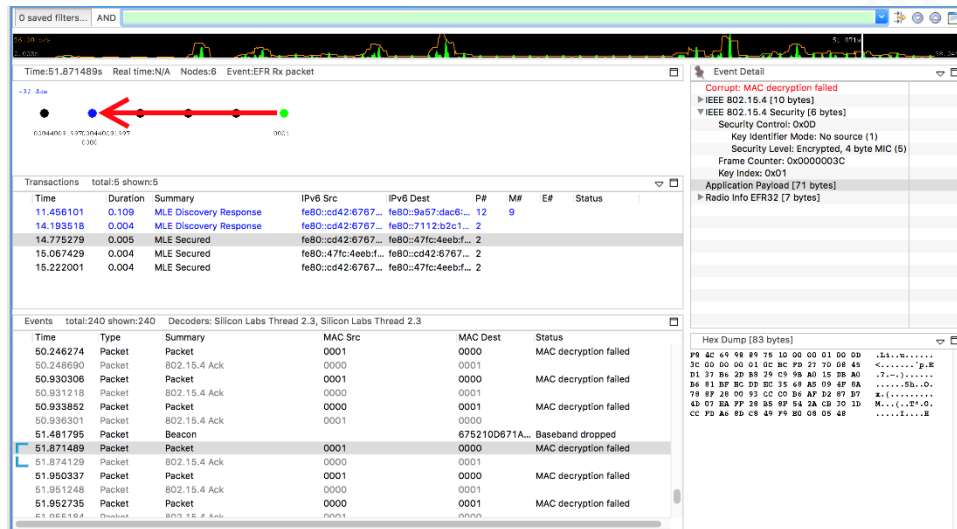 0 saved filters... AND
51.871s
Time:51.871489s Real time:N/A Nodes:6 Event:EFR Rx packet
0001
0000
Transactions total:5 shown:5
Time Duration Summary IPv6 Src IPv6 Dest P# M# E# Status
11.456101 0.109 MLE Discovery Response fe80::cd42:6767... fe80::9a57:dac6:... 12 9
14.193518 0.004 MLE Discovery Response fe80::cd42:6767... fe80::7112:b2c1... 2
14.775279 0.005 MLE Secured fe80::cd42:6767... fe80::47fc:4eeb:f... 2
15.067429 0.004 MLE Secured fe80::47fc:4eeb:f... fe80::cd42:6767... 2
15.222001 0.004 MLE Secured fe80::cd42:6767... fe80::47fc:4eeb:f... 2
Events total:240 shown:240 Decoders: Silicon Labs Thread 2.3, Silicon Labs Thread 2.3
Time Type Summary MAC Src MAC Dest Status
50.246274 Packet Packet 0001 0000 MAC decryption failed
50.248690 Packet 802.15.4 Ack 0000 0001
50.930306 Packet Packet 0001 0000 MAC decryption failed
50.931218 Packet 802.15.4 Ack 0000 0001
50.933852 Packet Packet 0001 0000 MAC decryption failed
50.936301 Packet 802.15.4 Ack 0000 0001
51.481795 Packet Beacon 675210D671A... Baseband dropped
51.871489 Packet Packet 0001 0000 MAC decryption failed
51.874129 Packet 802.15.4 Ack 0000 0001
51.950337 Packet Packet 0001 0000 MAC decryption failed
51.951248 Packet 802.15.4 Ack 0000 0001
51.952735 Packet Packet 0001 0000 MAC decryption failed
51.955184 Packet 802.15.4 Ack 0000 0001
Event Detail
Corrupt: MAC decryption failed
IEEE 802.15.4 [10 bytes]
IEEE 802.15.4 Security [6 bytes]
Security Control: 0x0D
Key Identifier Mode: No source (1)
Security Level: Encrypted, 4 byte MIC (5)
Frame Counter: 0x0000003C
Key Index: 0x01
Application Payload [71 bytes]
Radio Info EFR32 [7 bytes]
Hex Dump [83 bytes]